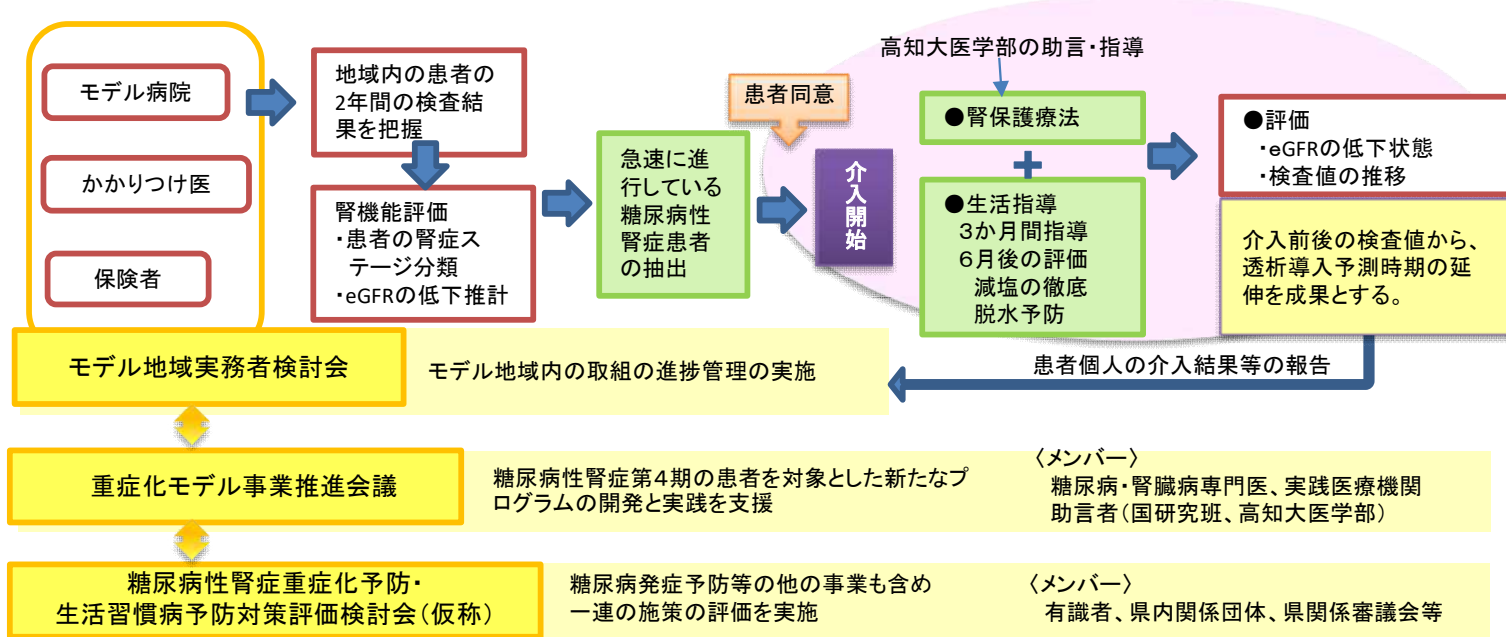 モデル病院
かかりつけ医
保険者
地域内の患者の
2年間の検査結
果を把握
腎機能評価
・患者の腎症ス
テージ分類
・eGFRの低下推計
急速に進
行している
糖尿病性
腎症患者
の抽出
患者同意
介入開始
高知大医学部の助言・指導
●腎保護療法
●生活指導
3か月間指導
6月後の評価
減塩の徹底
脱水予防
●評価
・eGFRの低下状態
・検査値の推移
介入前後の検査値から、
透析導入予測時期の延
伸を成果とする。
患者個人の介入結果等の報告
モデル地域実務者検討会
モデル地域内の取組の進捗管理の実施
重症化モデル事業推進会議
糖尿病性腎症第4期の患者を対象とした新たなプ
ログラムの開発と実践を支援
〈メンバー〉
糖尿病・腎臓病専門医、実践医療機関
助言者(国研究班、高知大医学部)
糖尿病性腎症重症化予防・
生活習慣病予防対策評価検討会(仮称)
糖尿病発症予防等の他の事業も含め
一連の施策の評価を実施
〈メンバー〉
有識者、県内関係団体、県関係審議会等